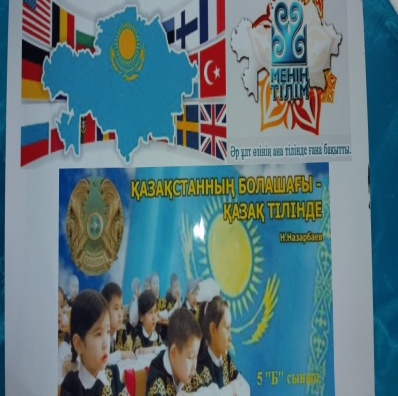 МЕНІҢ
ТІЛІМ
Әр ұлт өзінің ана тілінде ғана бақытты.
ҚАЗАҚСТАННЫҢ БОЛАШАҒЫ -
ҚАЗАҚ ТІЛІНДЕ
Н.Назарбаев
5 "Б" сынып